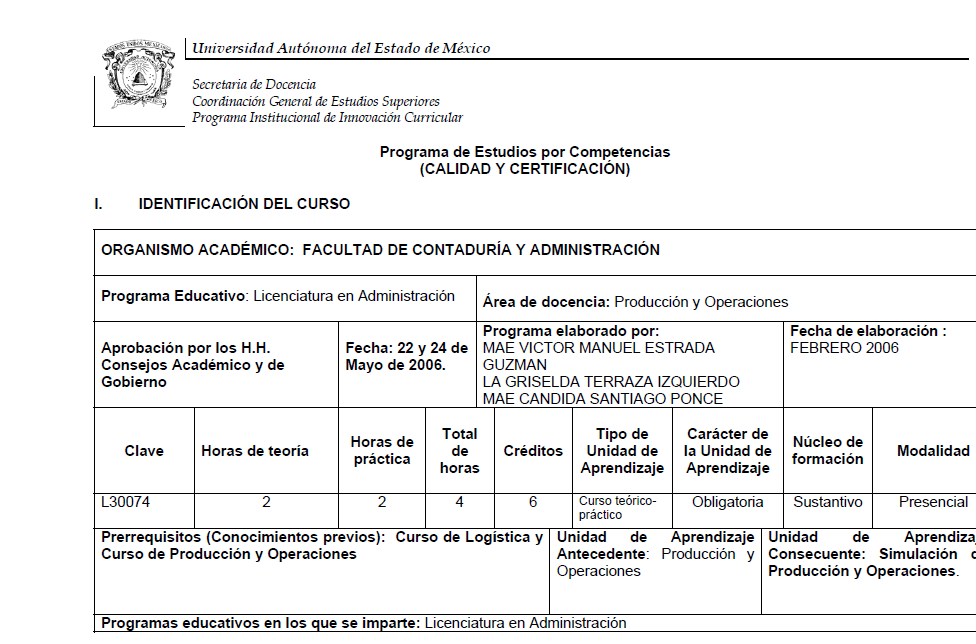 Universidad Autónoma del Estado de México
Secretaria de Docencia
Coordinación General de Estudios Superiores
Programa Institucional de Innovación Curricular
Programa de Estudios por Competencias
(CALIDAD Y CERTIFICACIÓN)
I. IDENTIFICACIÓN DEL CURSO
ORGANISMO ACADÉMICO: FACULTAD DE CONTADURÍA Y ADMINISTRACIÓN
Programa Educativo: Licenciatura en Administración
Área de docencia: Producción y Operaciones
Aprobación por los H.H.
Consejos Académico y de
Gobierno
Fecha: 22 y 24 de
Mayo de 2006.
Programa elaborado por:
MAE VICTOR MANUEL ESTRADA
GUZMAN
LA GRISELDA TERRAZA IZQUIERDO
MAE CANDIDA SANTIAGO PONCE
Fecha de elaboración :
FEBRERO 2006
Clave
Horas de teoría
Horas de
práctica
Total
de
horas
Créditos
Tipo de
Unidad de
Aprendizaje
Carácter de
la Unidad de
Aprendizaje
Núcleo de
formación
Modalidad
L30074
2
2
4
6
Curso teórico-
práctico
Obligatoria
Sustantivo
Presencial
Prerrequisitos (Conocimientos previos): Curso de Logística y
Curso de Producción y Operaciones
Unidad de Aprendizaje
Antecedente: Producción y
Operaciones
Unidad de Aprendiza
Consecuente: Simulación
Producción y Operaciones.
Programas educativos en los que se imparte: Licenciatura en Administración